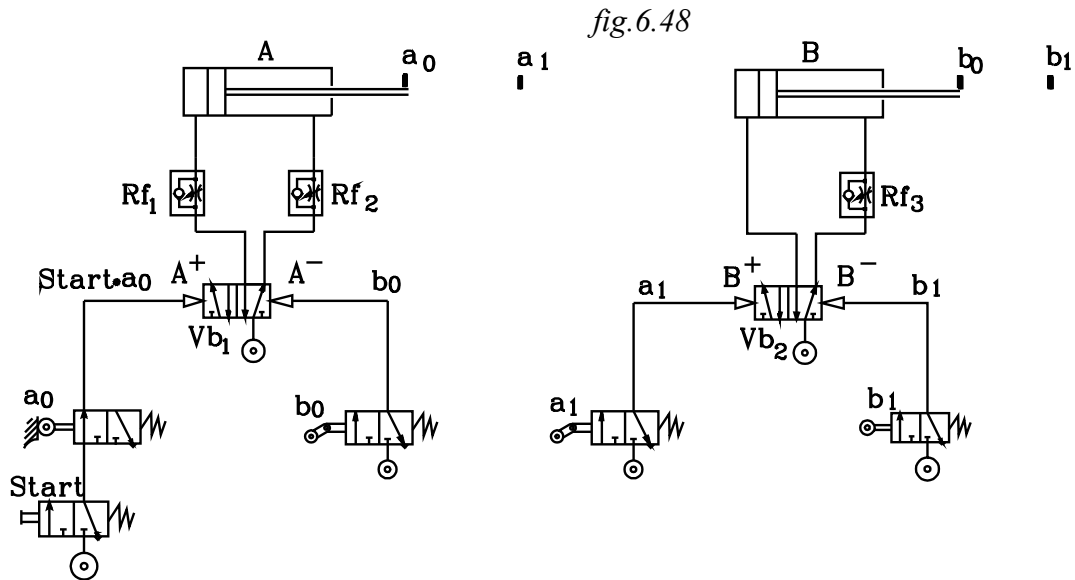 fig.6.48
A
a0
a1
B
b0
b1
Rf1
Rf2
Rf3
Start•a0
A+
A−
b0
a1
B+
B−
b1
Vb1
Vb2
a0
b0
a1
b1
Start